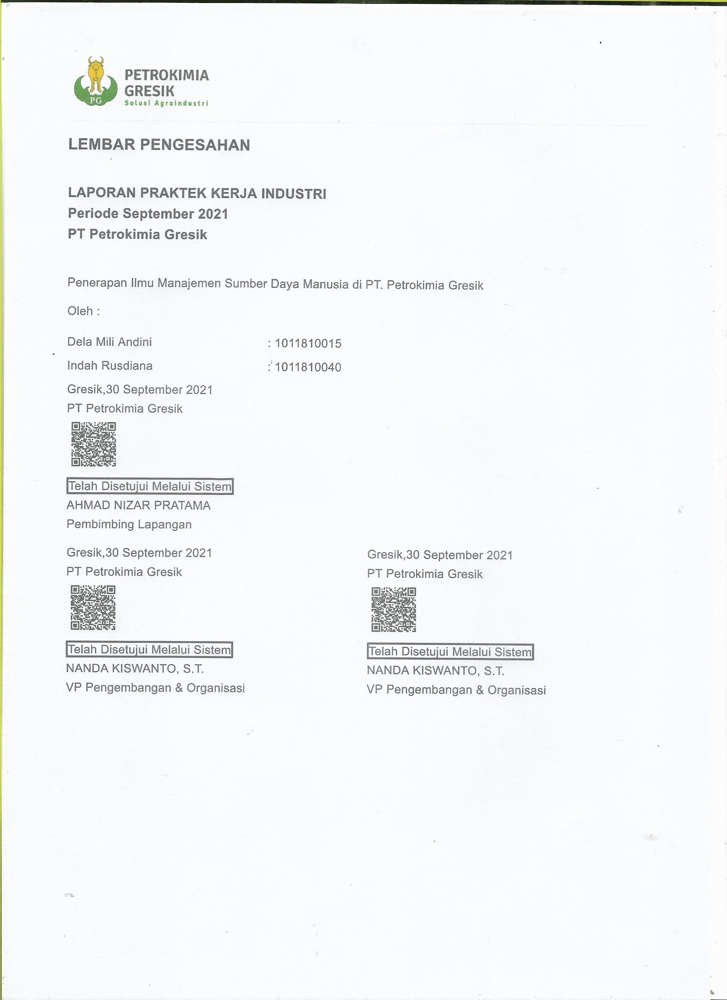 PETROKIMIA
GRESIK
Solusi Agroindustri
PG
LEMBAR PENGESAHAN
LAPORAN PRAKTEK KERJA INDUSTRI
Periode September 2021
PT Petrokimia Gresik
Penerapan Ilmu Manajemen Sumber Daya Manusia di PT. Petrokimia Gresik
Oleh :
Dela Mili Andini : 1011810015
Indah Rusdiana : 1011810040
Gresik,30 September 2021
PT Petrokimia Gresik
Telah Disetujui Melalui Sistem
AHMAD NIZAR PRATAMA
Pembimbing Lapangan
Gresik,30 September 2021
PT Petrokimia Gresik
Telah Disetujui Melalui Sistem
NANDA KISWANTO, S.T.
VP Pengembangan & Organisasi
Gresik,30 September 2021
PT Petrokimia Gresik
Telah Disetujui Melalui Sistem
NANDA KISWANTO, S.T.
VP Pengembangan & Organisasi